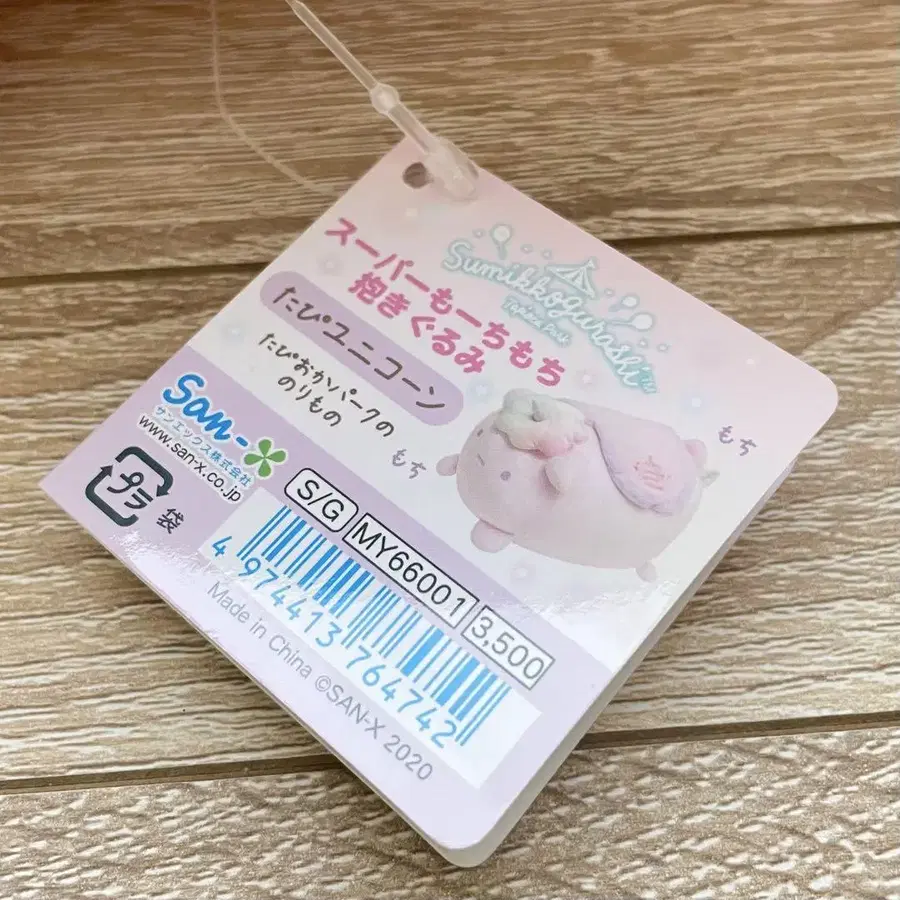 Sumikkogurashi
Tapioca Park
スーパーもーちもち
抱きぐるみ
たぴユニコーン
たぴおかパークの
のりもの
もち
もち
San-X
サンエックス株式会社
www.san-x.co.jp
プラ
袋
S/G
MY66001
3,500
4 974413 764742
Made in China ©SAN-X 2020